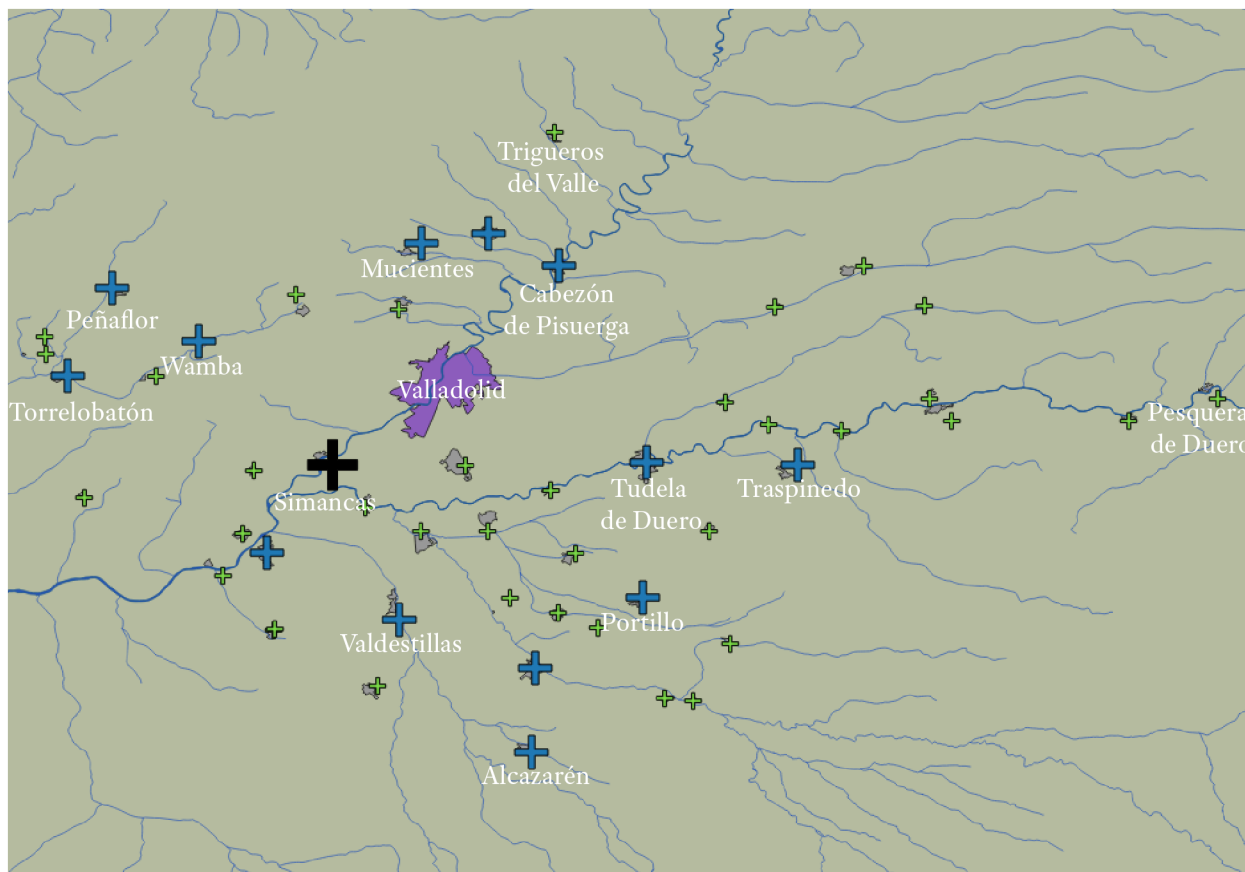 Trigueros
del Valle
Mucientes
Cabezón
de Pisuerga
Peñaflor
Wamba
Valladolid
Torrelobatón
Pesquera
de Duero
Simancas
Tudela
de Duero
Traspinedo
Portillo
Valdestillas
Alcazarén